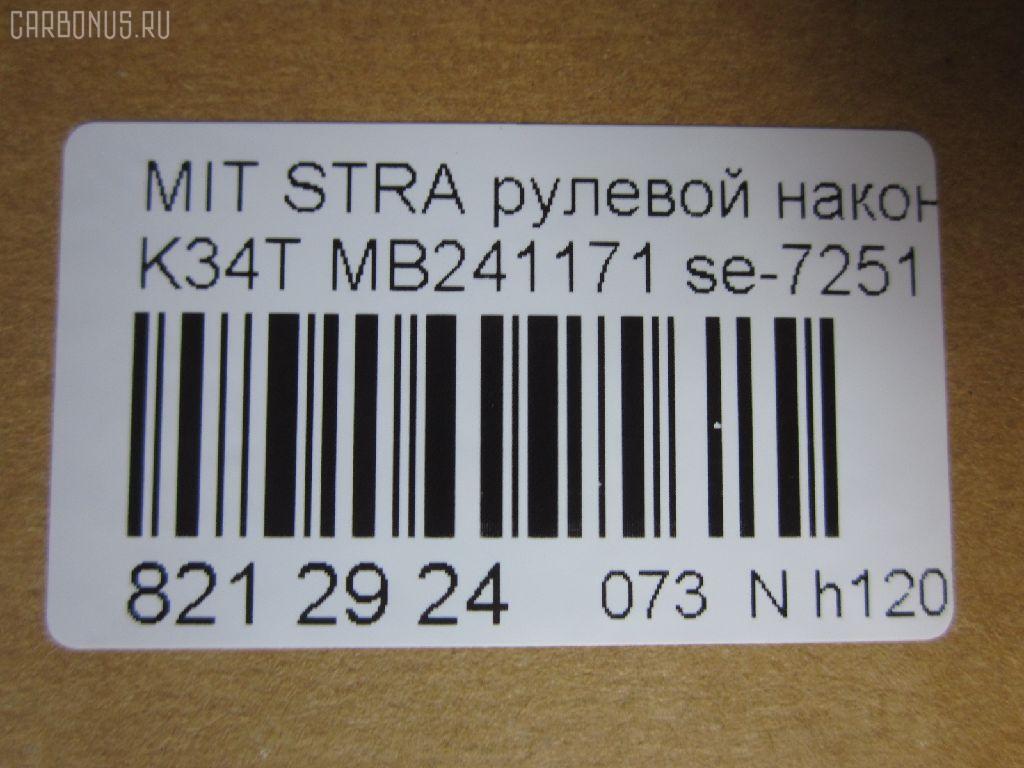 CARBONUS.RU
MIT STRA рулевой након
K34T MB241171 se-7251
821 29 24 073 N h120